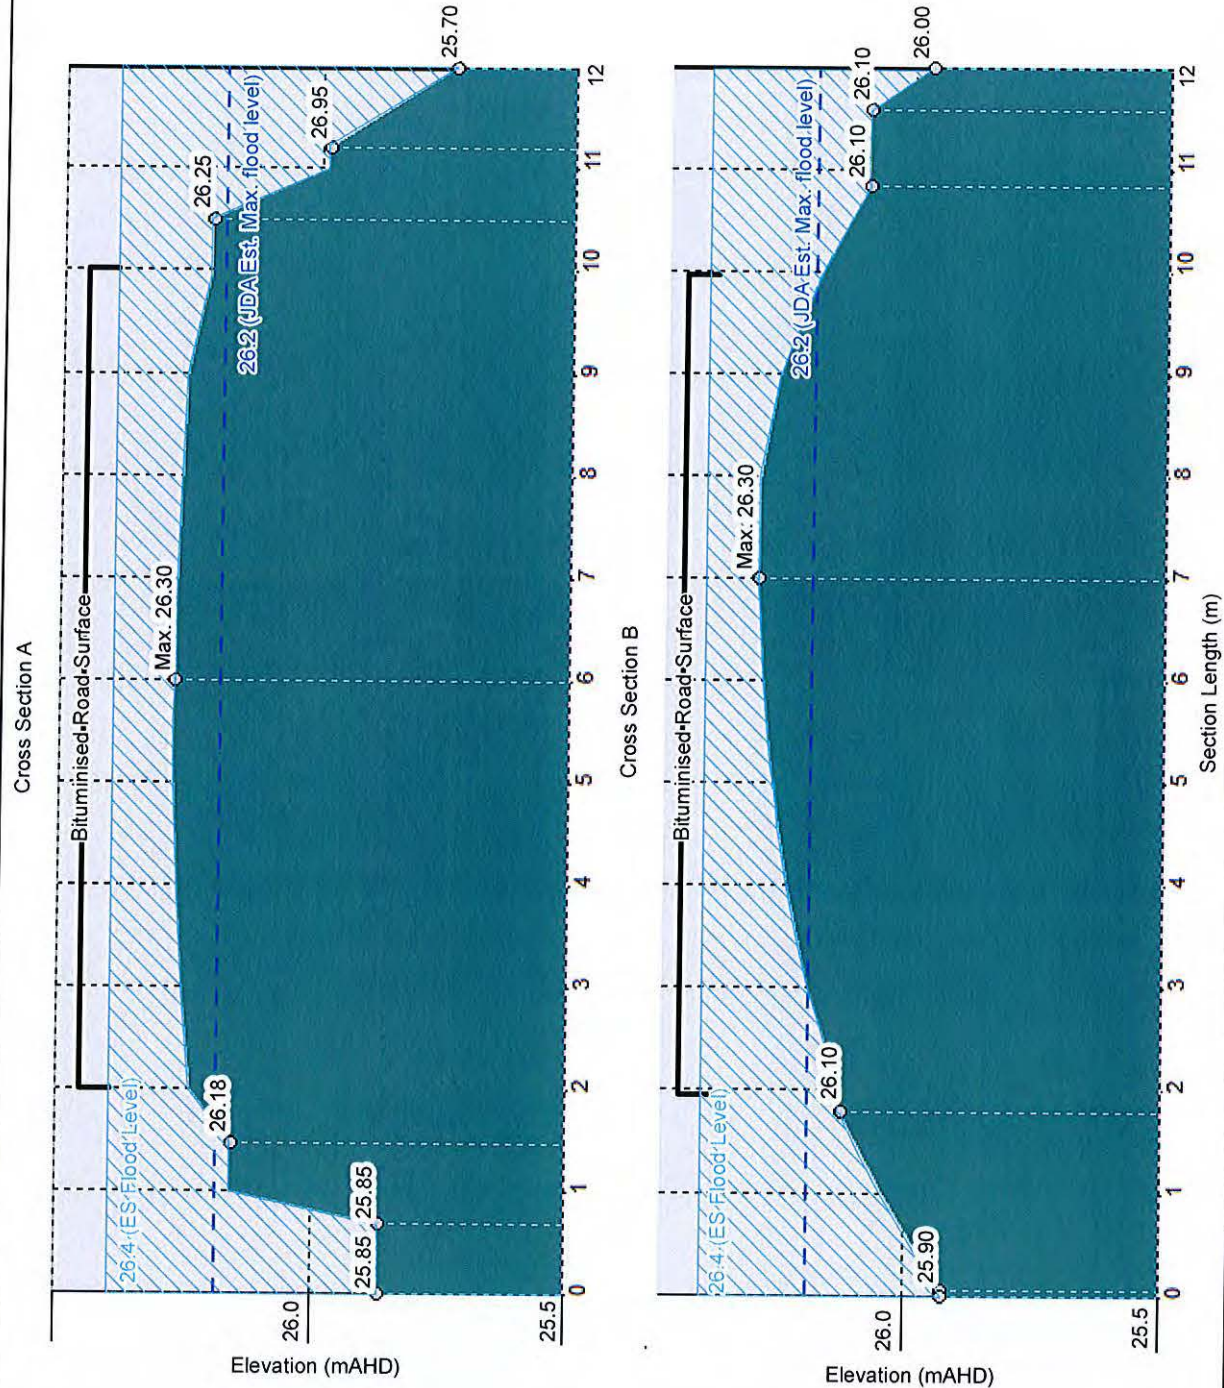 Cross Section A
Bituminised Road Surface
26.4 (ES Flood Level)
Max. 26.30
26.25
26.2 (JDA Est. Max. flood level)
26.95
25.70
26.18
25.85
25.85
26.0
25.5
Elevation (mAHD)
0 1 2 3 4 5 6 7 8 9 10 11 12
Cross Section B
Bituminised Road Surface
26.4 (ES Flood Level)
Max. 26.30
26.2 (JDA Est. Max. flood level)
26.10
26.10
26.10
26.00
25.90
26.0
25.5
Elevation (mAHD)
0 1 2 3 4 5 6 7 8 9 10 11 12
Section Length (m)